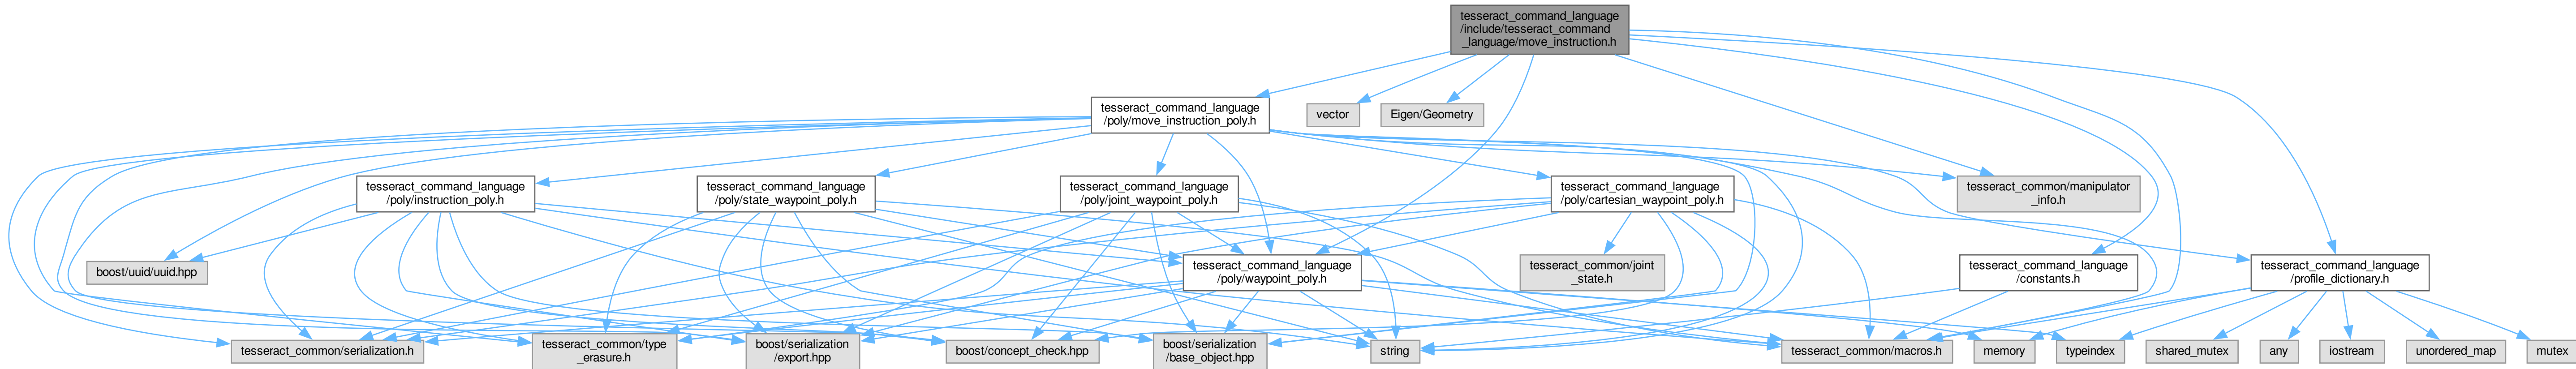 tesseract_command_language
/include/tesseract_command
_language/move_instruction.h
tesseract_command_language
/poly/move_instruction_poly.h
vector
Eigen/Geometry
tesseract_command_language
/poly/instruction_poly.h
tesseract_command_language
/poly/state_waypoint_poly.h
tesseract_command_language
/poly/joint_waypoint_poly.h
tesseract_command_language
/poly/cartesian_waypoint_poly.h
tesseract_common/manipulator
_info.h
boost/uuid/uuid.hpp
tesseract_command_language
/poly/waypoint_poly.h
tesseract_common/joint
_state.h
tesseract_command_language
/constants.h
tesseract_command_language
/profile_dictionary.h
tesseract_common/serialization.h
tesseract_common/type
_erasure.h
boost/serialization
/export.hpp
boost/concept_check.hpp
boost/serialization
/base_object.hpp
string
tesseract_common/macros.h
memory
typeindex
shared_mutex
any
iostream
unordered_map
mutex